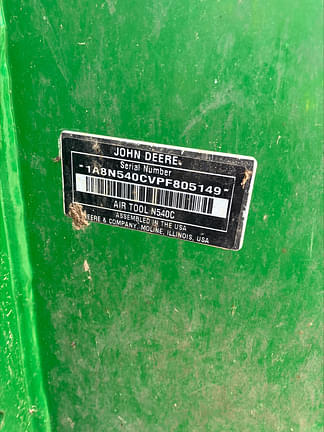 JOHN DEERE
Serial Number
*1A8N540CVPF805149*
AIR TOOL N540C
ASSEMBLED IN THE USA
DEERE & COMPANY, MOLINE, ILLINOIS, USA